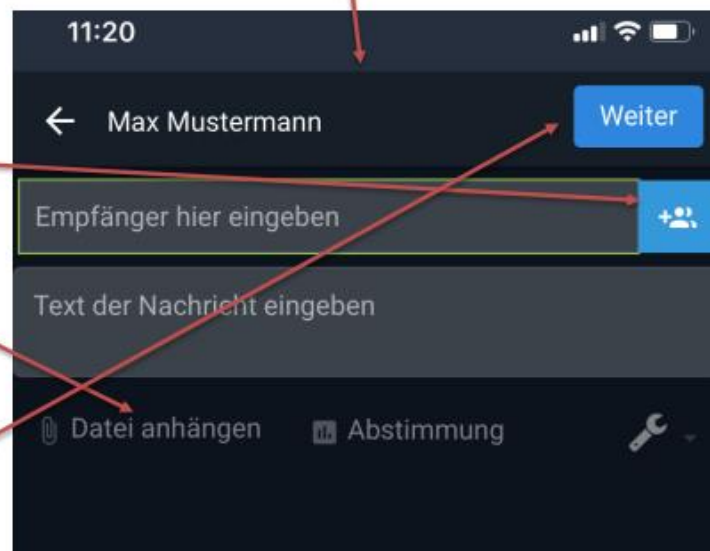 11:20
Max Mustermann
Weiter
Empfänger hier eingeben
Text der Nachricht eingeben
Datei anhängen
Abstimmung